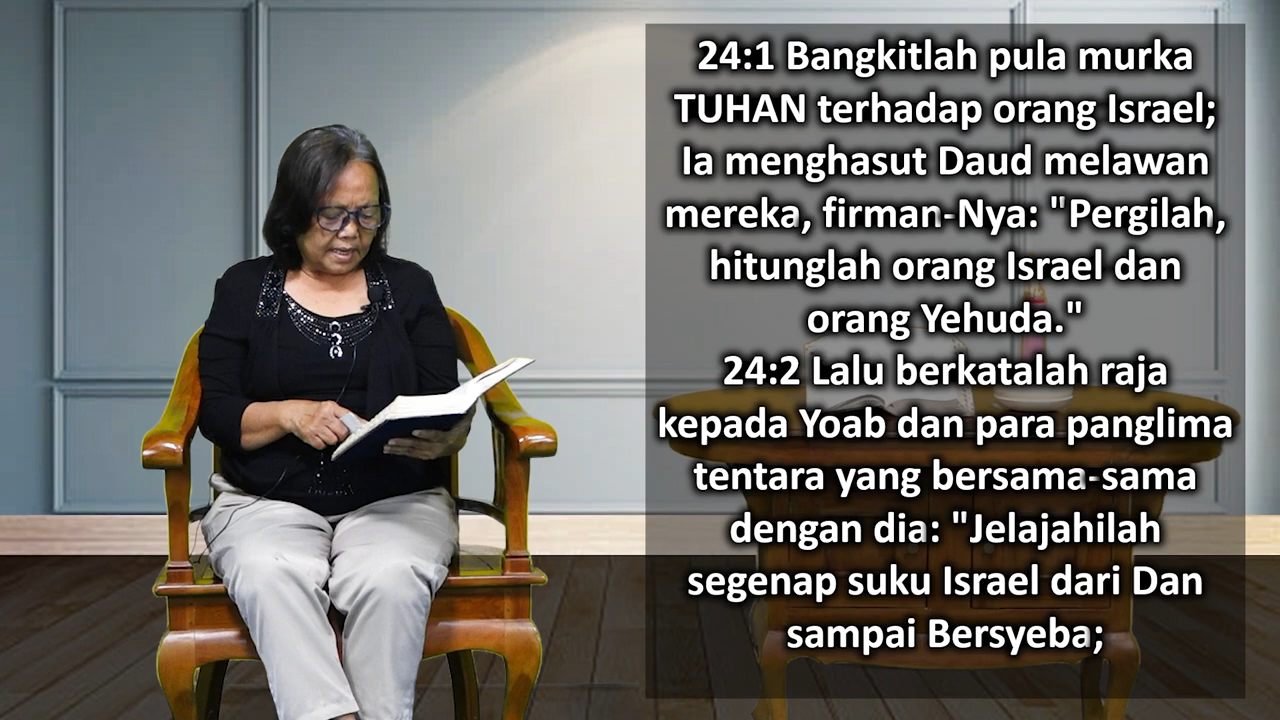 24:1 Bangkitlah pula murka
TUHAN terhadap orang Israel;
Ia menghasut Daud melawan
mereka, firman-Nya: "Pergilah,
hitunglah orang Israel dan
orang Yehuda."
24:2 Lalu berkatalah raja
kepada Yoab dan para panglima
tentara yang bersama-sama
dengan dia: "Jelajahilah
segenap suku Israel dari Dan
sampai Bersyeba;